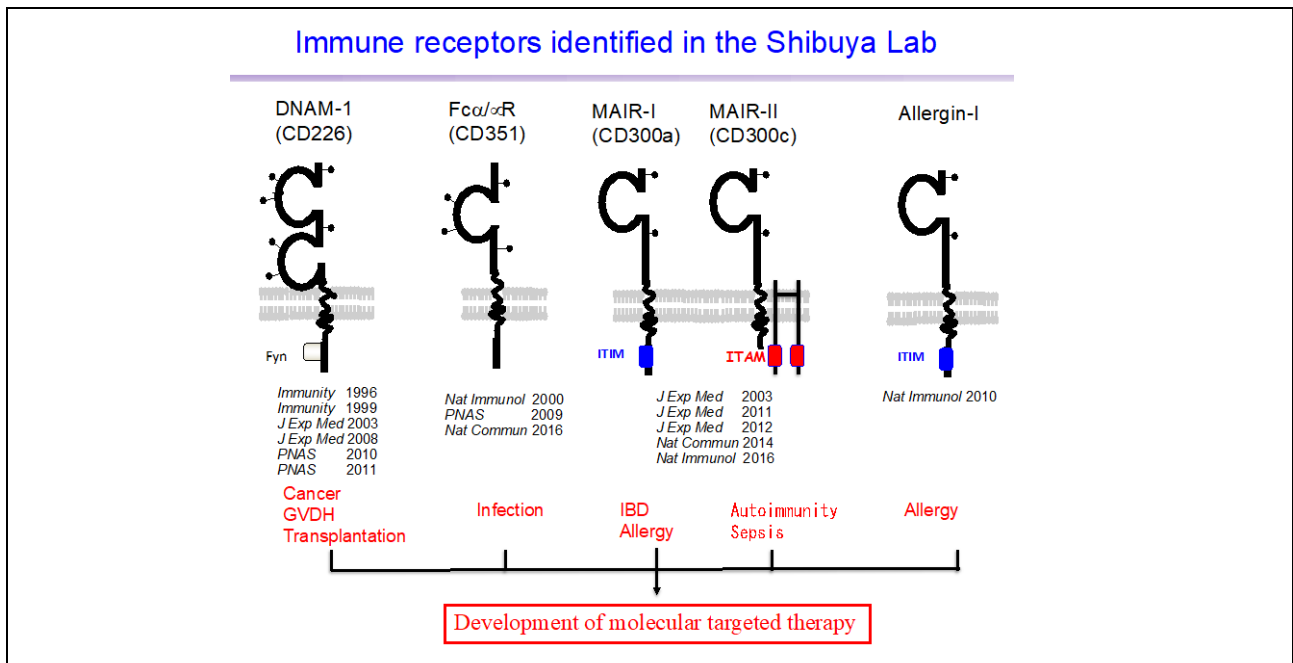 Immune receptors identified in the Shibuya Lab
DNAM-1
(CD226)
Fcα/∝R
(CD351)
MAIR-I
(CD300a)
MAIR-II
(CD300c)
Allergin-I
Fyn
ITIM
ITAM
ITIM
Immunity 1996
Immunity 1999
J Exp Med 2003
J Exp Med 2008
PNAS 2010
PNAS 2011
Nat Immunol 2000
PNAS 2009
Nat Commun 2016
J Exp Med 2003
J Exp Med 2011
J Exp Med 2012
Nat Commun 2014
Nat Immunol 2016
Nat Immunol 2010
Cancer
GVDH
Transplantation
Infection
IBD
Allergy
Autoimmunity
Sepsis
Allergy
Development of molecular targeted therapy